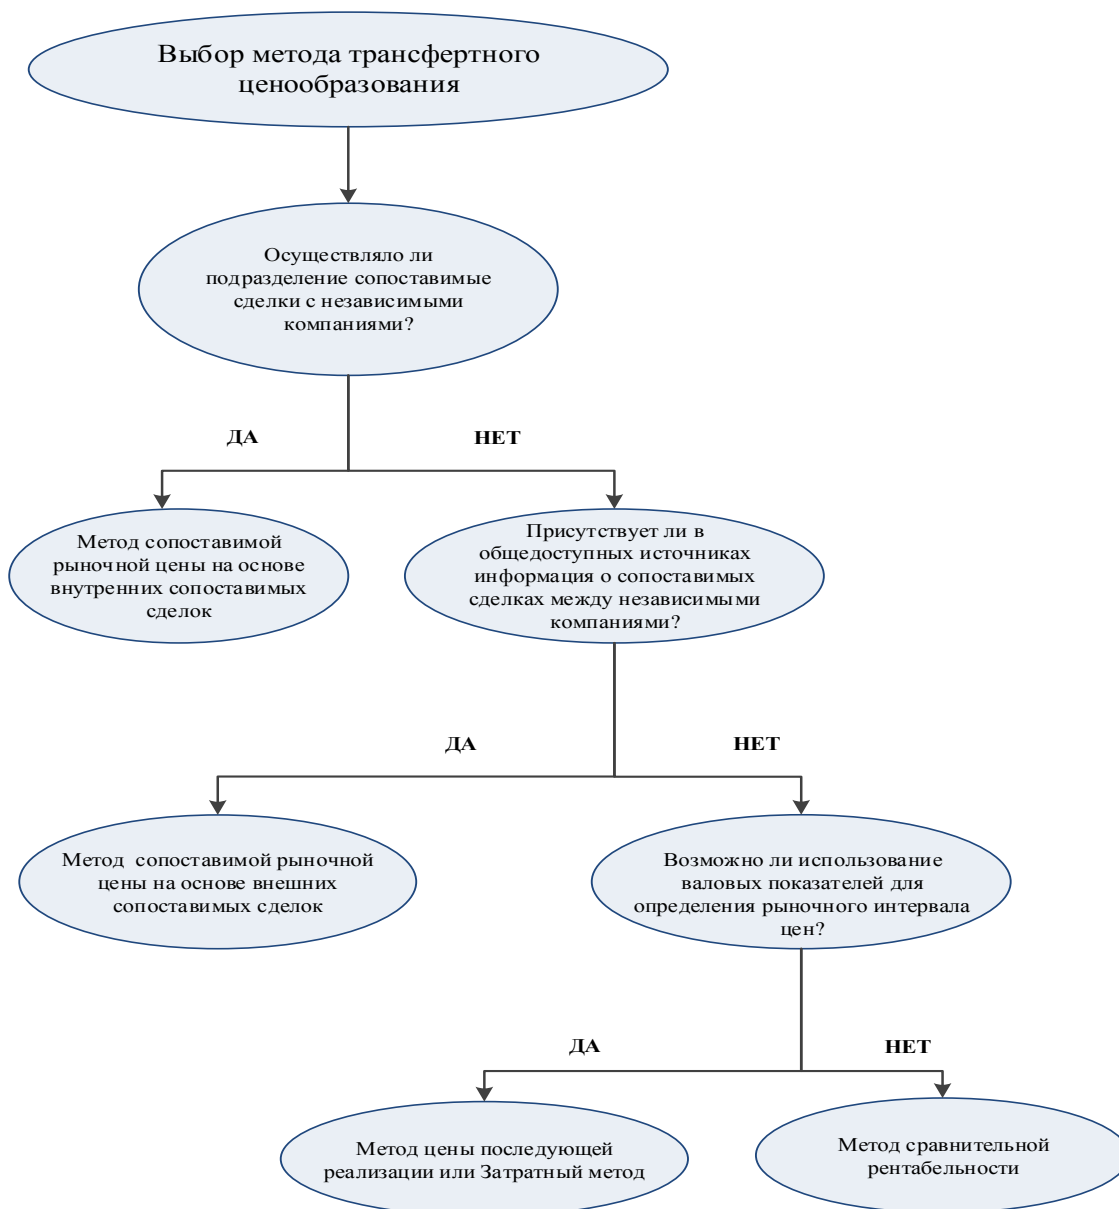 Выбор метода трансфертного
ценообразования
Осуществляло ли
подразделение сопоставимые
сделки с независимыми
компаниями?
ДА
НЕТ
Метод сопоставимой
рыночной цены на основе
внутренних сопоставимых
сделок
Присутствует ли в
общедоступных источниках
информация о сопоставимых
сделках между независимыми
компаниями?
ДА
НЕТ
Метод сопоставимой рыночной
цены на основе внешних
сопоставимых сделок
Возможно ли использование
валовых показателей для
определения рыночного интервала
цен?
ДА
НЕТ
Метод цены последующей
реализации или Затратный метод
Метод сравнительной
рентабельности